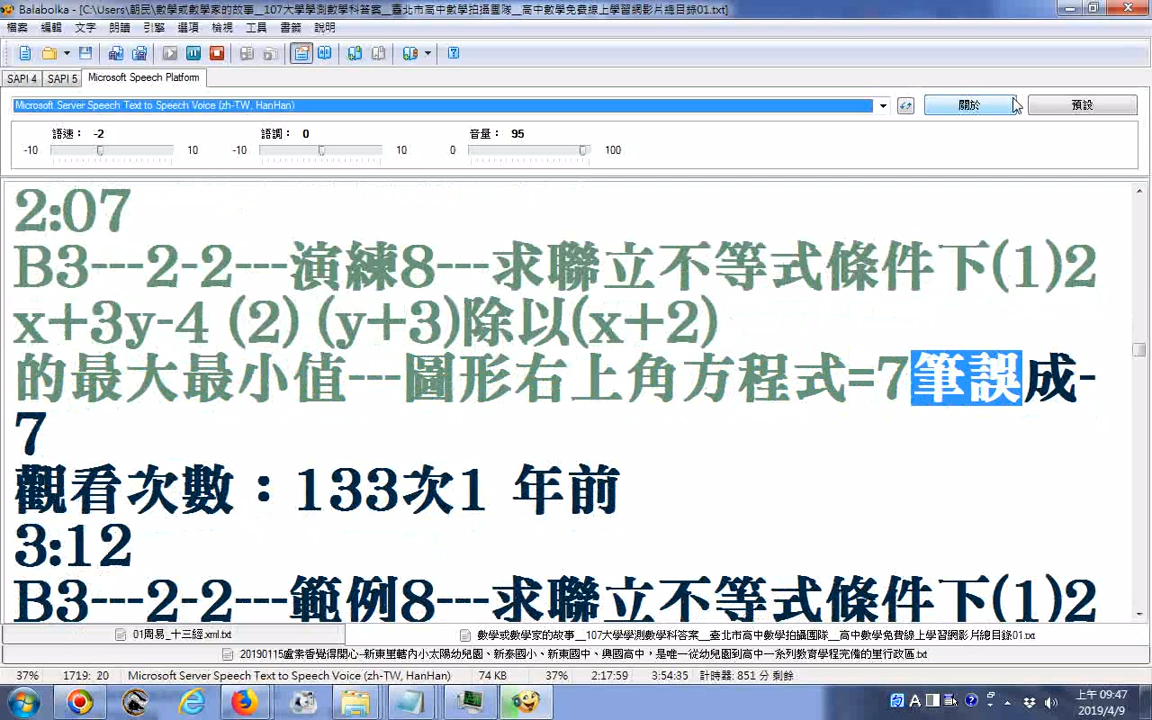 Balabolka - [C:\Users\朝民\數學或數學家的故事__107大學學測數學科答案__臺北市高中數學拍攝團隊__高中數學免費線上學習網影片總目錄01.txt]
檔案 編輯 文字 朗讀 引擎 選項 檢視 工具 書籤 說明
SAPI 4 SAPI 5 Microsoft Speech Platform
Microsoft Server Speech Text to Speech Voice (zh-TW, HanHan) 關於 預設
語速： -2 語調： 0 音量： 95
-10 10 -10 10 0 100
2:07
B3---2-2---演練8---求聯立不等式條件下(1)2
x+3y-4 (2) (y+3)除以(x+2)
的最大最小值---圖形右上角方程式=7筆誤成-
7
觀看次數：133次1 年前
3:12
B3---2-2---範例8---求聯立不等式條件下(1)2
01周易_十三經.xml.txt 數學或數學家的故事__107大學學測數學科答案__臺北市高中數學拍攝團隊__高中數學免費線上學習網影片總目錄01.txt
20190115盧素香覺得開心-新東里轄內小太陽幼兒園、新泰國小、新東國中、興國高中，是唯一從幼兒園到高中一系列教育學程完備的里行政區.txt
37% 1719: 20 Microsoft Server Speech Text to Speech Voice (zh-TW, HanHan) 74 KB 37% 2:17:59 3:54:35 計時器: 851 分 剩餘
上午 09:47
2019/4/9